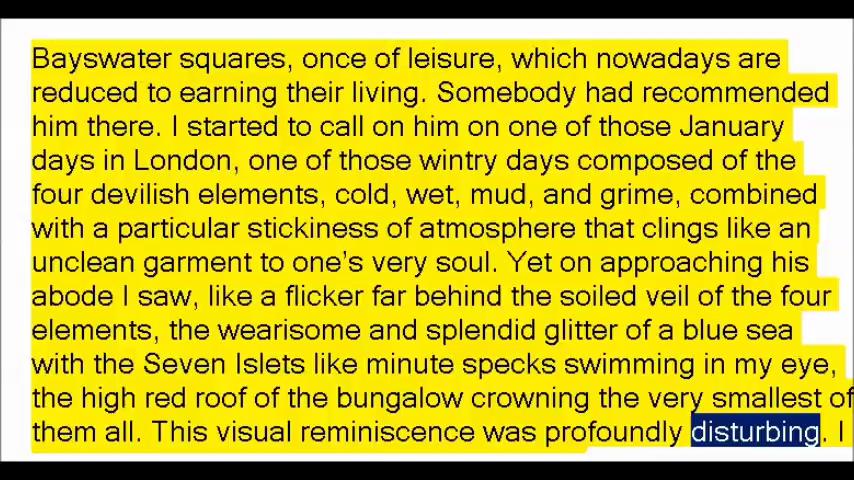 Bayswater squares, once of leisure, which nowadays are
reduced to earning their living. Somebody had recommended
him there. I started to call on him on one of those January
days in London, one of those wintry days composed of the
four devilish elements, cold, wet, mud, and grime, combined
with a particular stickiness of atmosphere that clings like an
unclean garment to one's very soul. Yet on approaching his
abode I saw, like a flicker far behind the soiled veil of the four
elements, the wearisome and splendid glitter of a blue sea
with the Seven Islets like minute specks swimming in my eye,
the high red roof of the bungalow crowning the very smallest of
them all. This visual reminiscence was profoundly disturbing. I